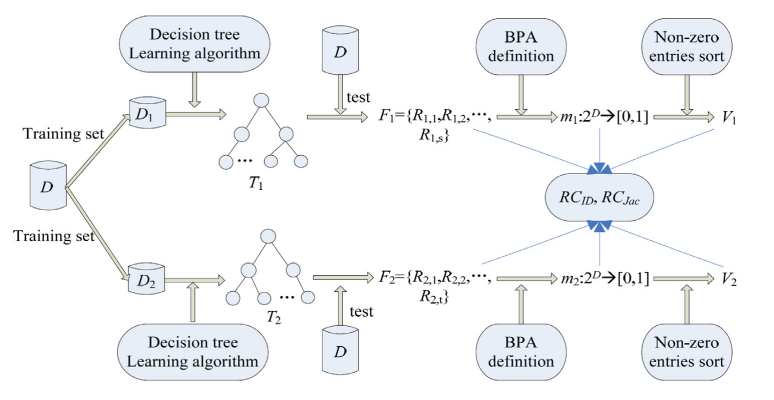 Decision tree
Learning algorithm
D
BPA
definition
Non-zero
entries sort
D₁
test
Training set
F₁={R₁,₁,R₁,₂,···,
R₁,ₛ}
m₁:2ᴰ→[0,1]
V₁
···
T₁
D
RC_ID, RC_Jac
Training set
D₂
F₂={R₂,₁,R₂,₂,···,
R₂,ₜ}
m₂:2ᴰ→[0,1]
V₂
···
T₂
test
Decision tree
Learning algorithm
D
BPA
definition
Non-zero
entries sort